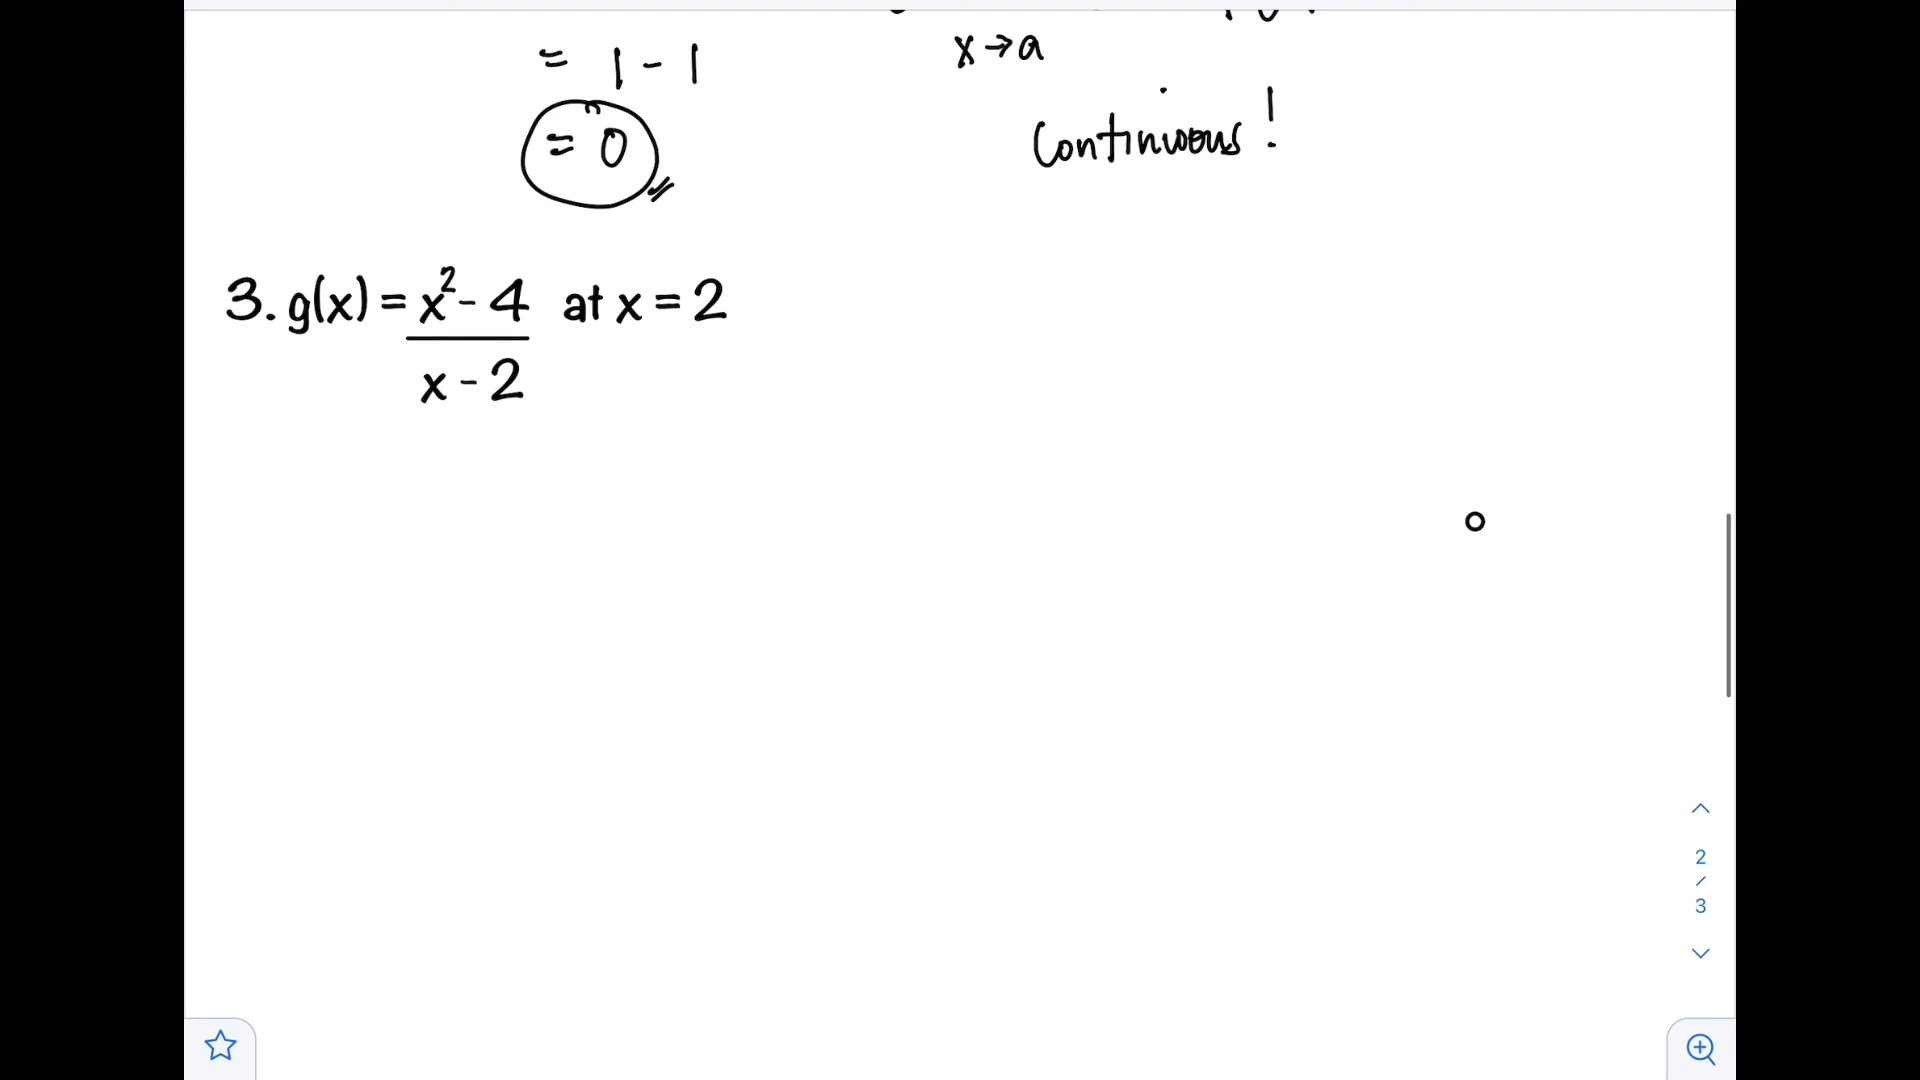 = 1 - 1
x → a
= 0
Continuous !
3. g(x) = x² - 4 at x = 2
x - 2
2
/
3